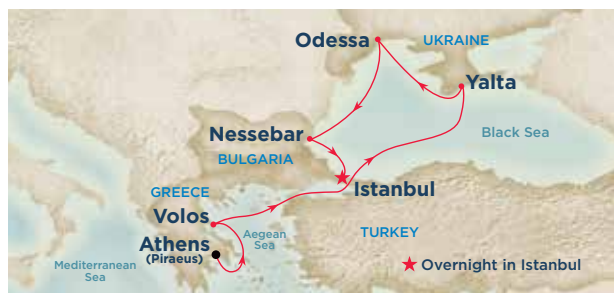 Odessa
UKRAINE
Yalta
Nessebar
Black Sea
BULGARIA
Istanbul
GREECE
Volos
Athens
(Piraeus)
Aegean
Sea
TURKEY
Mediterranean
Sea
Overnight in Istanbul